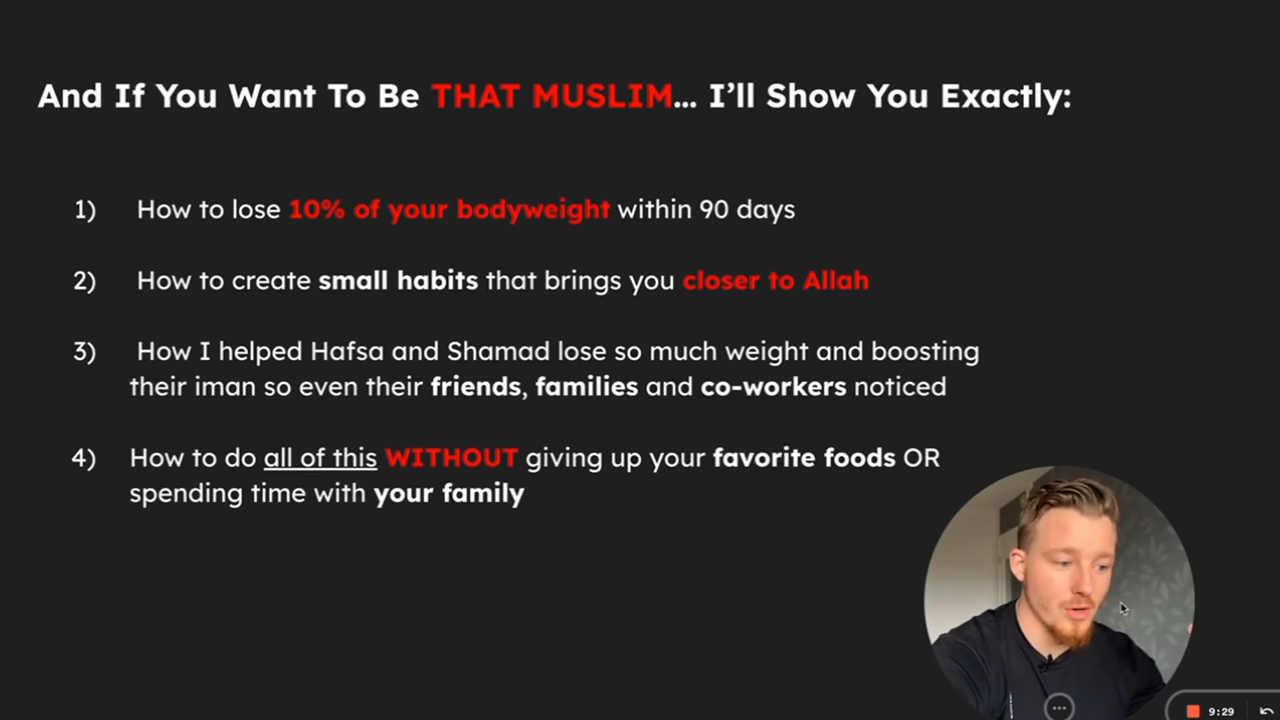 And If You Want To Be THAT MUSLIM... I'll Show You Exactly:
1) How to lose 10% of your bodyweight within 90 days
2) How to create small habits that brings you closer to Allah
3) How I helped Hafsa and Shamad lose so much weight and boosting
their iman so even their friends, families and co-workers noticed
4) How to do all of this WITHOUT giving up your favorite foods OR
spending time with your family
9:29